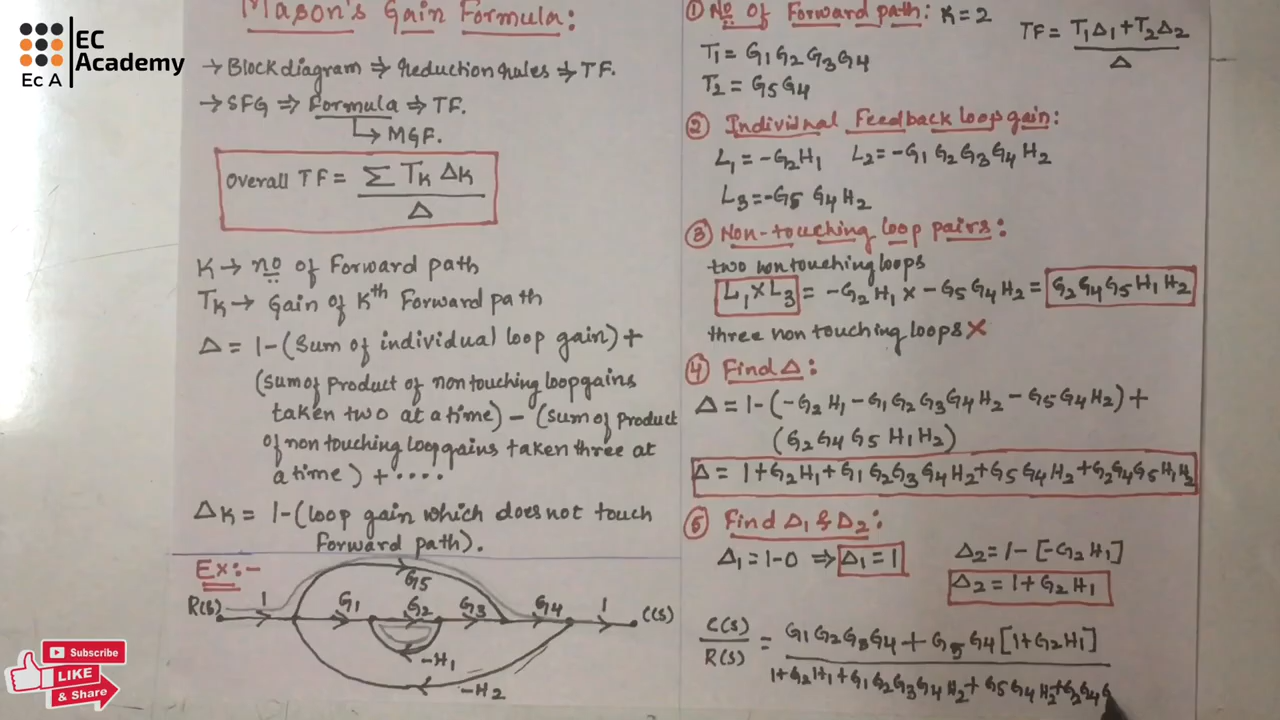 EC
Academy
Ec A
Mason's Gain Formula:
→ Block diagram ⇒ Reduction Rules ⇒ TF.
→ SFG ⇒ Formula ⇒ TF.
↳ MGF.
Overall TF = Σ TK ΔK / Δ
K → no of Forward path
TK → Gain of Kth Forward path
Δ = 1-(Sum of individual loop gain) +
(sum of product of non touching loop gains
taken two at a time) - (sum of product
of non touching loop gains taken three at
a time) + ....
ΔK = 1-(loop gain which does not touch
Forward path).
Ex:-
G5
R(s) 1 G1 G2 G3 G4 1 C(s)
-H1
-H2
Subscribe
LIKE
& Share
① No of Forward path: K=2
TF = T1Δ1+T2Δ2 / Δ
T1 = G1G2G3G4
T2 = G5G4
② Individual Feedback loop gain:
L1 = -G2H1 L2 = -G1G2G3G4H2
L3 = -G5G4H2
③ Non-touching loop pairs:
two non touching loops
L1 × L3 = -G2H1 × -G5G4H2 = G2G4G5H1H2
three non touching loops ×
④ Find Δ:
Δ = 1-(-G2H1-G1G2G3G4H2-G5G4H2)+
(G2G4G5H1H2)
Δ = 1+G2H1+G1G2G3G4H2+G5G4H2+G2G4G5H1H2
⑤ Find Δ1 & Δ2:
Δ1 = 1-0 ⇒ Δ1 = 1 Δ2 = 1-[-G2H1]
Δ2 = 1+G2H1
C(s)/R(s) = G1G2G3G4 + G5G4[1+G2H1]
1+G2H1+G1G2G3G4H2+G5G4H2+G2G4G